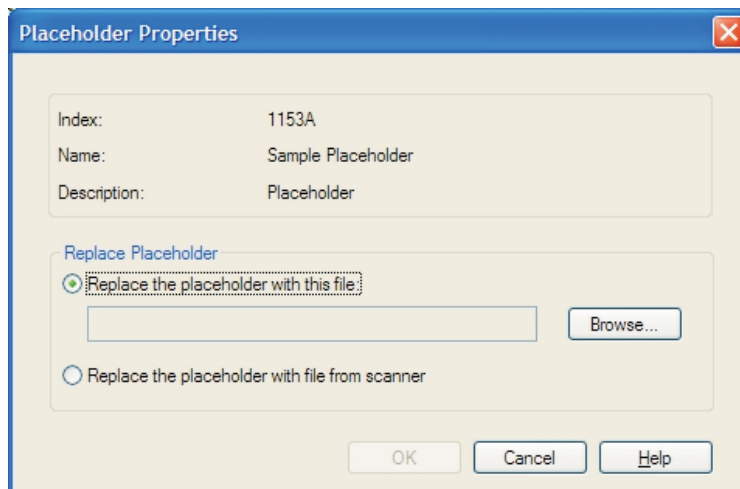 Placeholder Properties
Index: 1153A
Name: Sample Placeholder
Description: Placeholder
Replace Placeholder
Replace the placeholder with this file:
Browse...
Replace the placeholder with file from scanner
OK Cancel Help